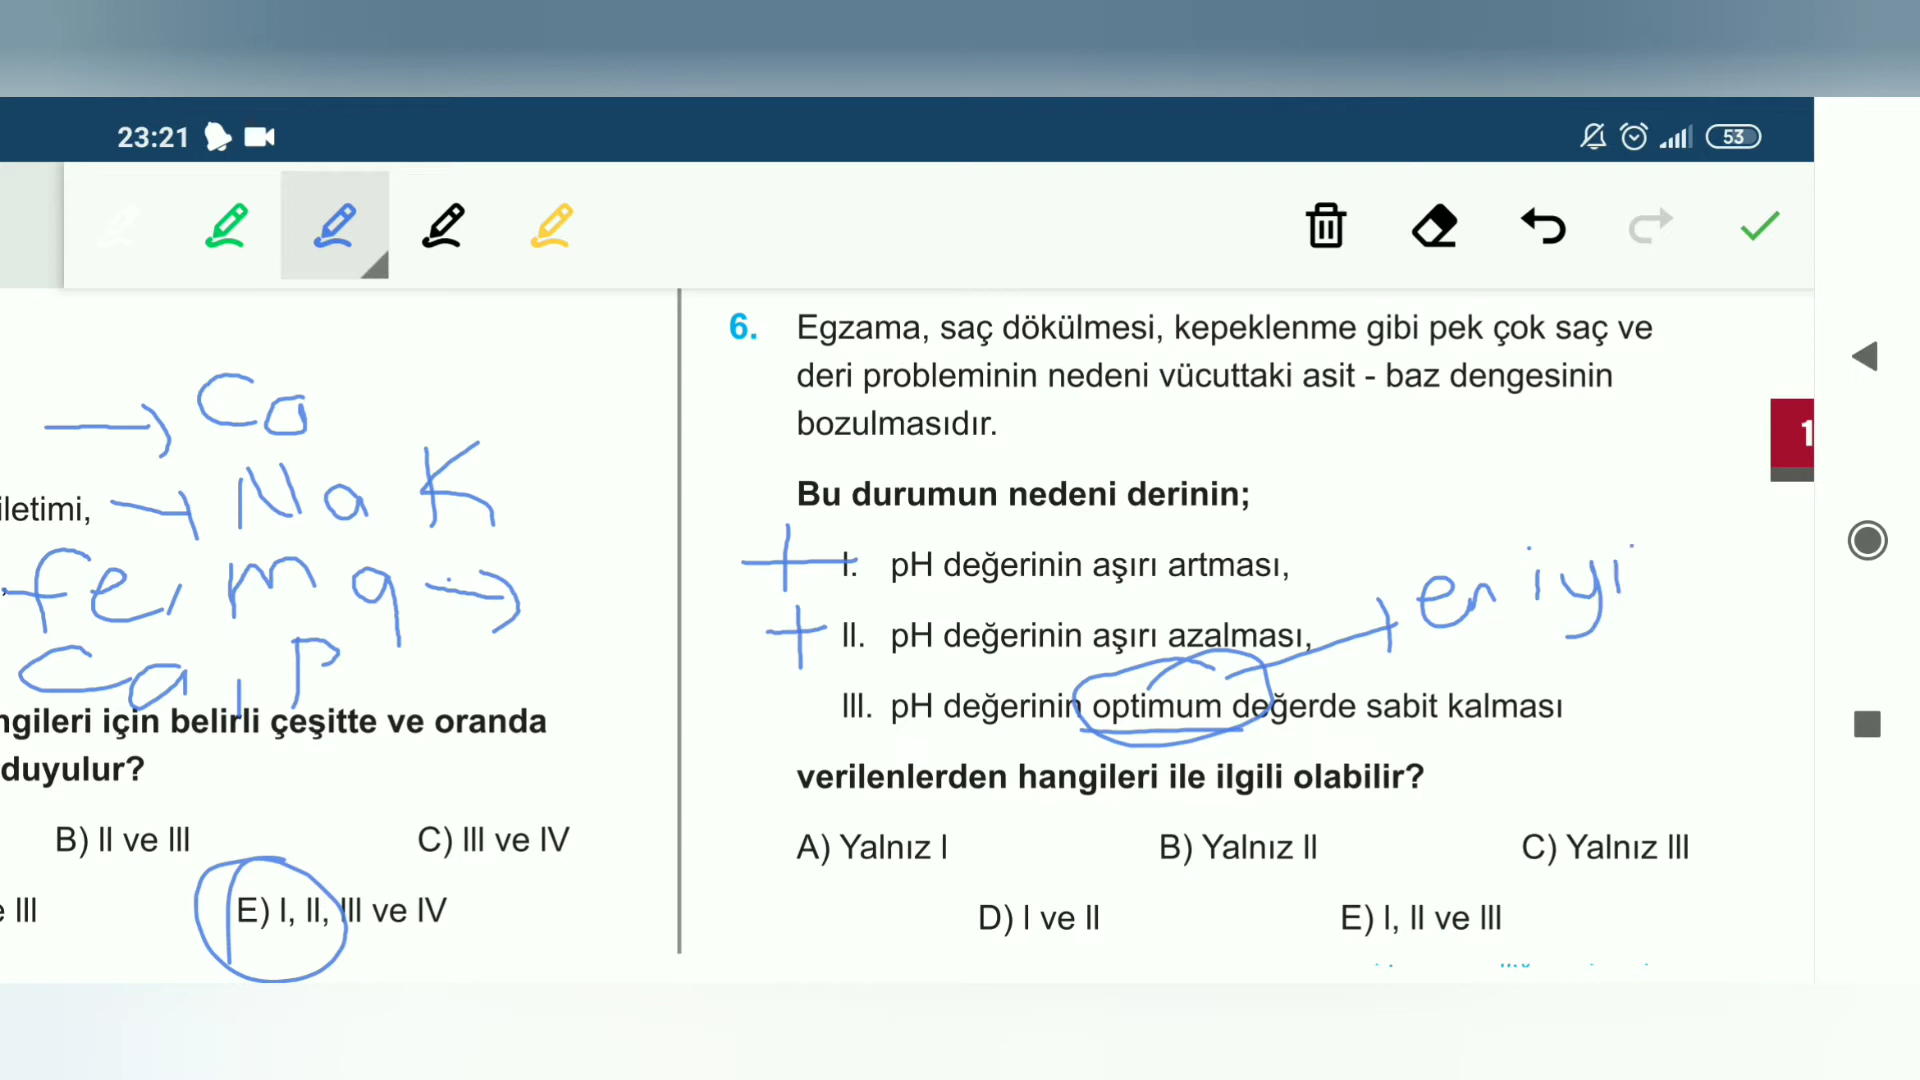 23:21
53
→ Ca
iletimi, → Na K
fe, mg →
Ca, P
ngileri için belirli çeşitte ve oranda
duyulur?
B) II ve III
C) III ve IV
e III
E) I, II, III ve IV
6. Egzama, saç dökülmesi, kepeklenme gibi pek çok saç ve
deri probleminin nedeni vücuttaki asit - baz dengesinin
bozulmasıdır.
Bu durumun nedeni derinin;
+ I. pH değerinin aşırı artması,
+ II. pH değerinin aşırı azalması,
→ en iyi
III. pH değerinin optimum değerde sabit kalması
verilenlerden hangileri ile ilgili olabilir?
A) Yalnız I
B) Yalnız II
C) Yalnız III
D) I ve II
E) I, II ve III
1